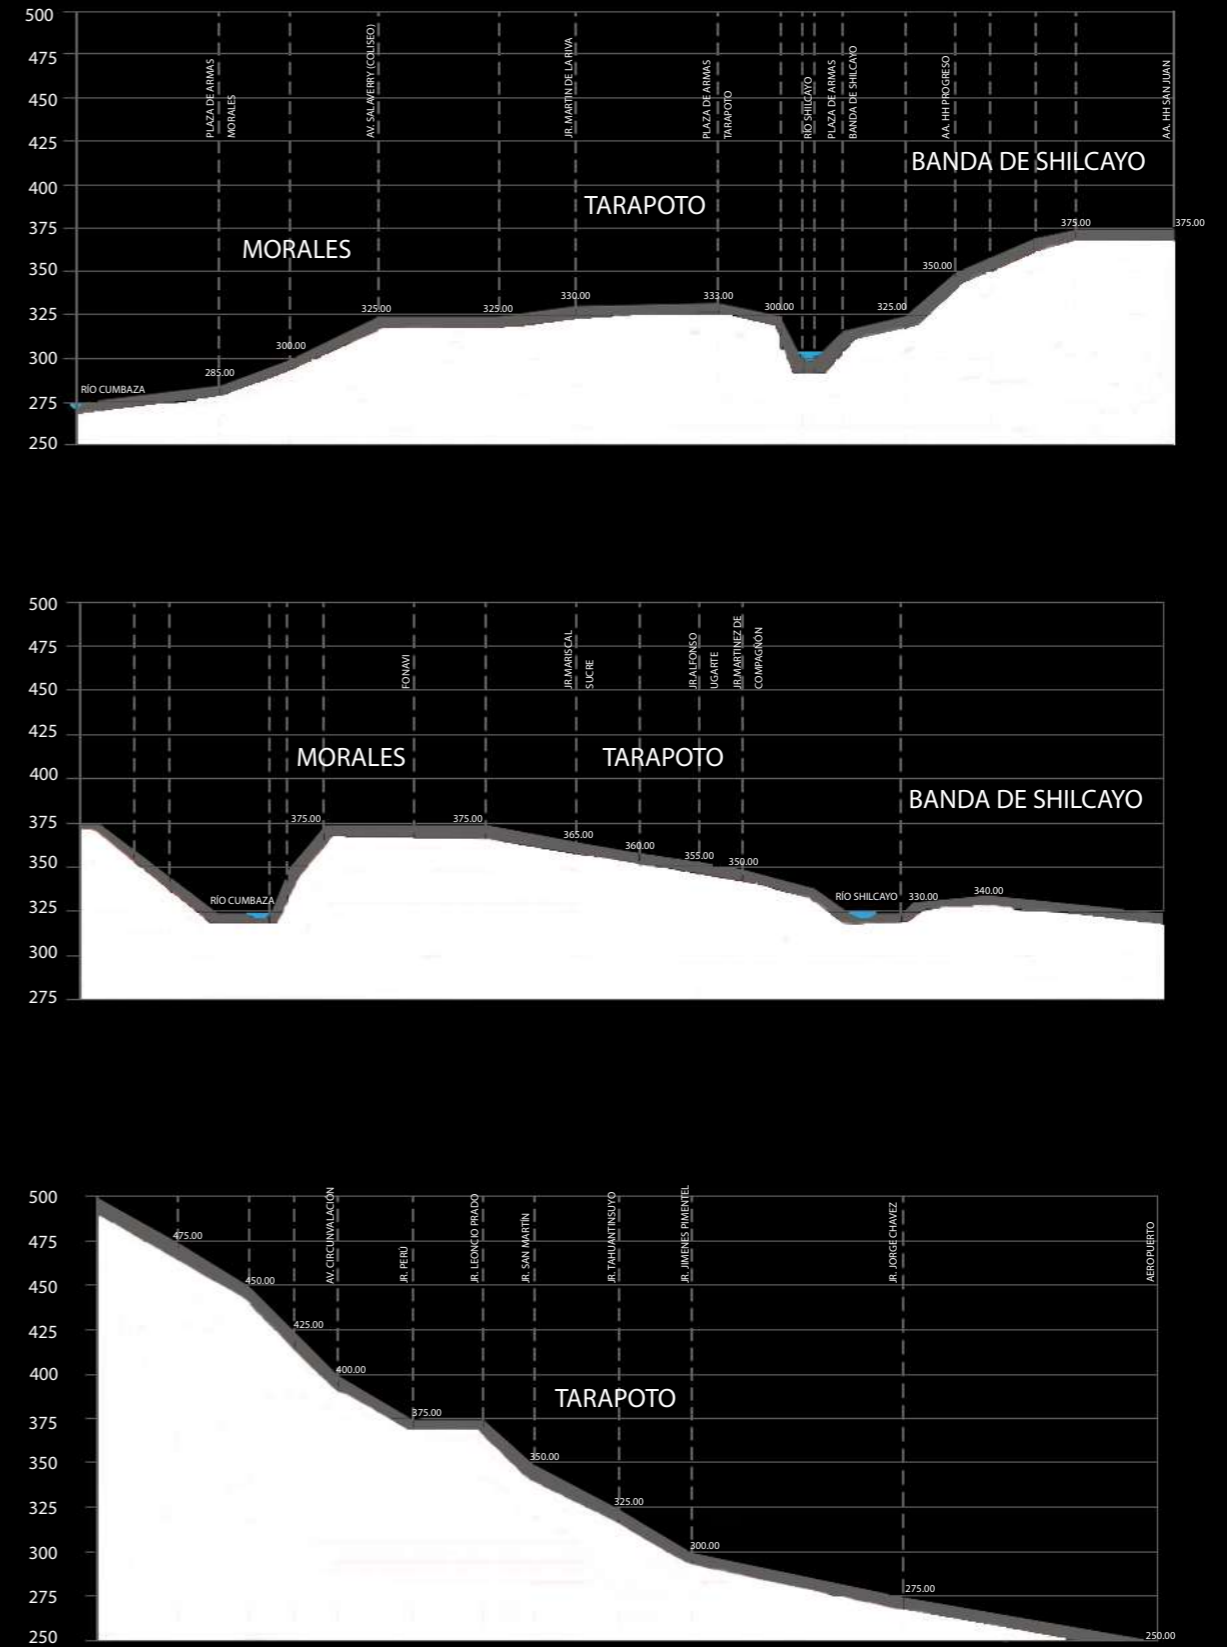 500
475
450
425
400
375
350
325
300
275
250
PLAZA DE ARMAS
MORALES
AV. SALAVERRY (COLISEO)
JR. MARTIN DE LA RIVA
PLAZA DE ARMAS
TARAPOTO
RÍO SHILCAYO
PLAZA DE ARMAS
BANDA DE SHILCAYO
A.A. HH PROGRESO
A.A. HH SAN JUAN
BANDA DE SHILCAYO
TARAPOTO
MORALES
RÍO CUMBAZA
285.00
300.00
325.00
325.00
330.00
333.00
300.00
325.00
350.00
375.00
375.00
500
475
450
425
400
375
350
325
300
275
FONAVI
JR.MARISCAL
SUCRE
JR.ALFONSO
UGARTE
JR.MARTINEZ DE
COMPAGÑÓN
MORALES
TARAPOTO
BANDA DE SHILCAYO
RÍO CUMBAZA
375.00
375.00
365.00
360.00
355.00
350.00
RÍO SHILCAYO
330.00
340.00
500
475
450
425
400
375
350
325
300
275
250
AV. CIRCUNVALACIÓN
JR. PERÚ
JR. LEONCIO PRADO
JR. SAN MARTÍN
JR. TAHUANTINSUYO
JR. JIMENES PIMENTEL
JR. JORGE CHAVEZ
AEROPUERTO
TARAPOTO
475.00
450.00
425.00
400.00
375.00
350.00
325.00
300.00
275.00
250.00